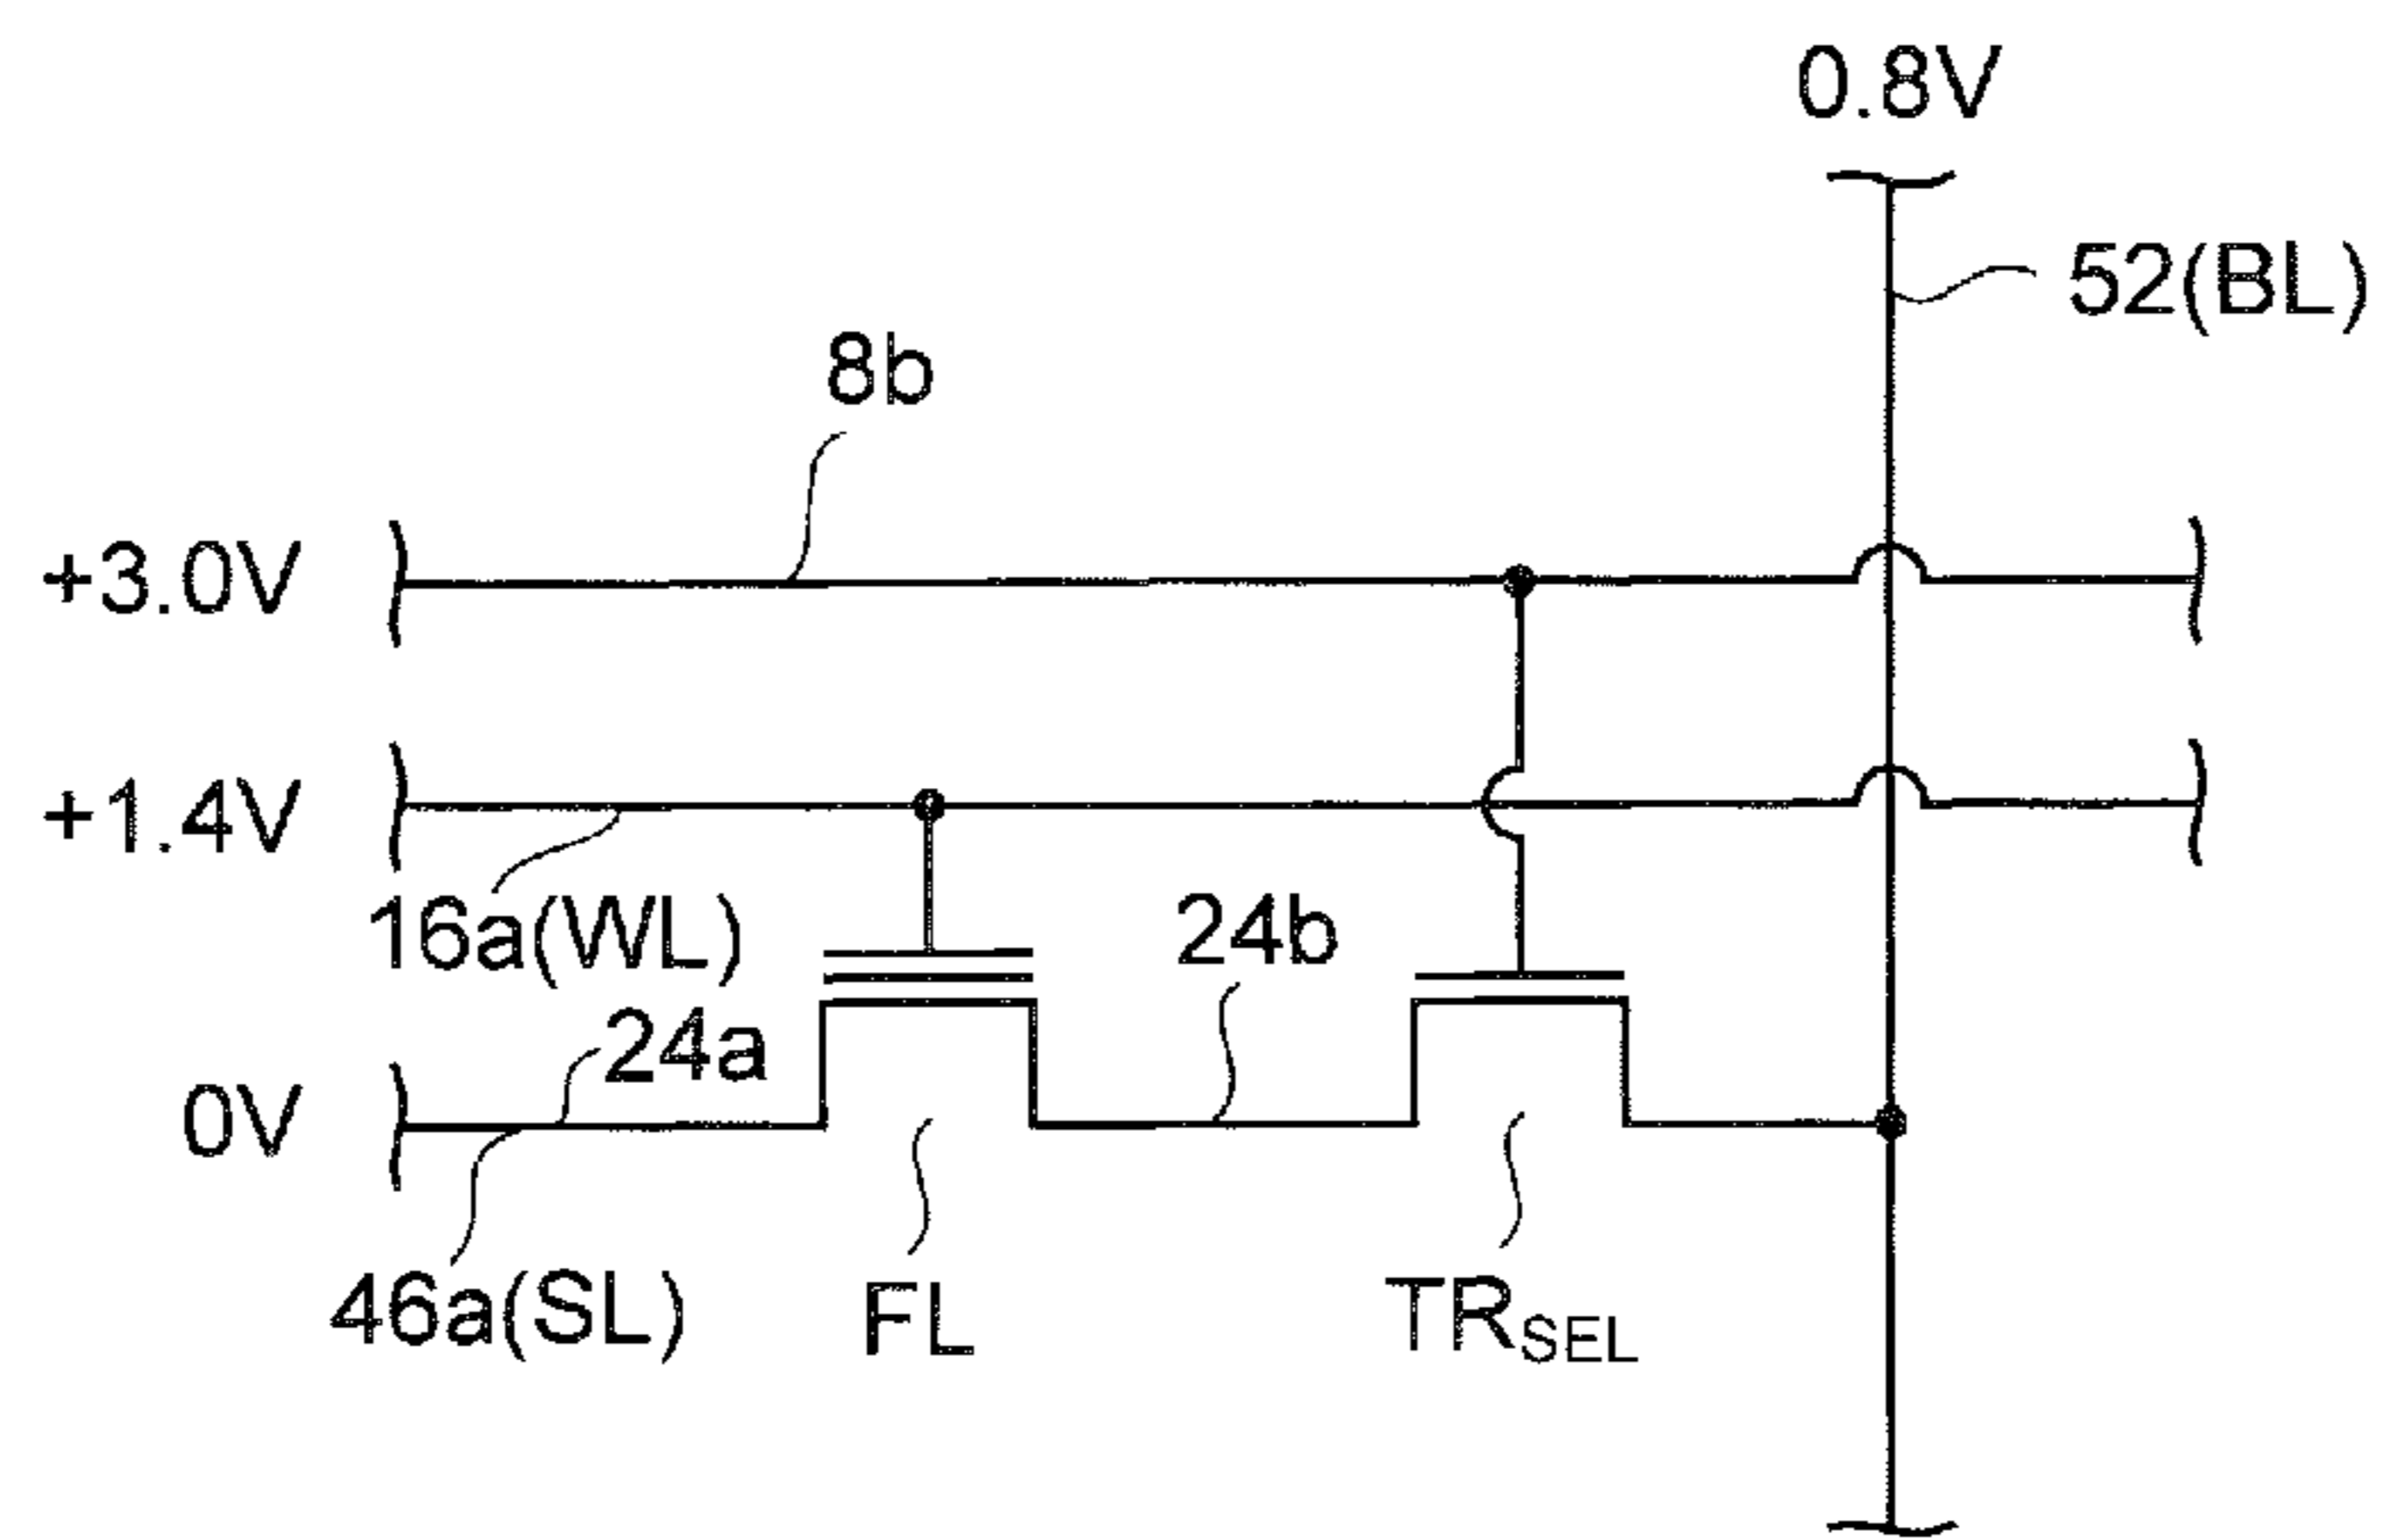 0.8V
52(BL)
8b
+3.0V
+1.4V
16a(WL)
24b
24a
0V
46a(SL)
FL
TRSEL